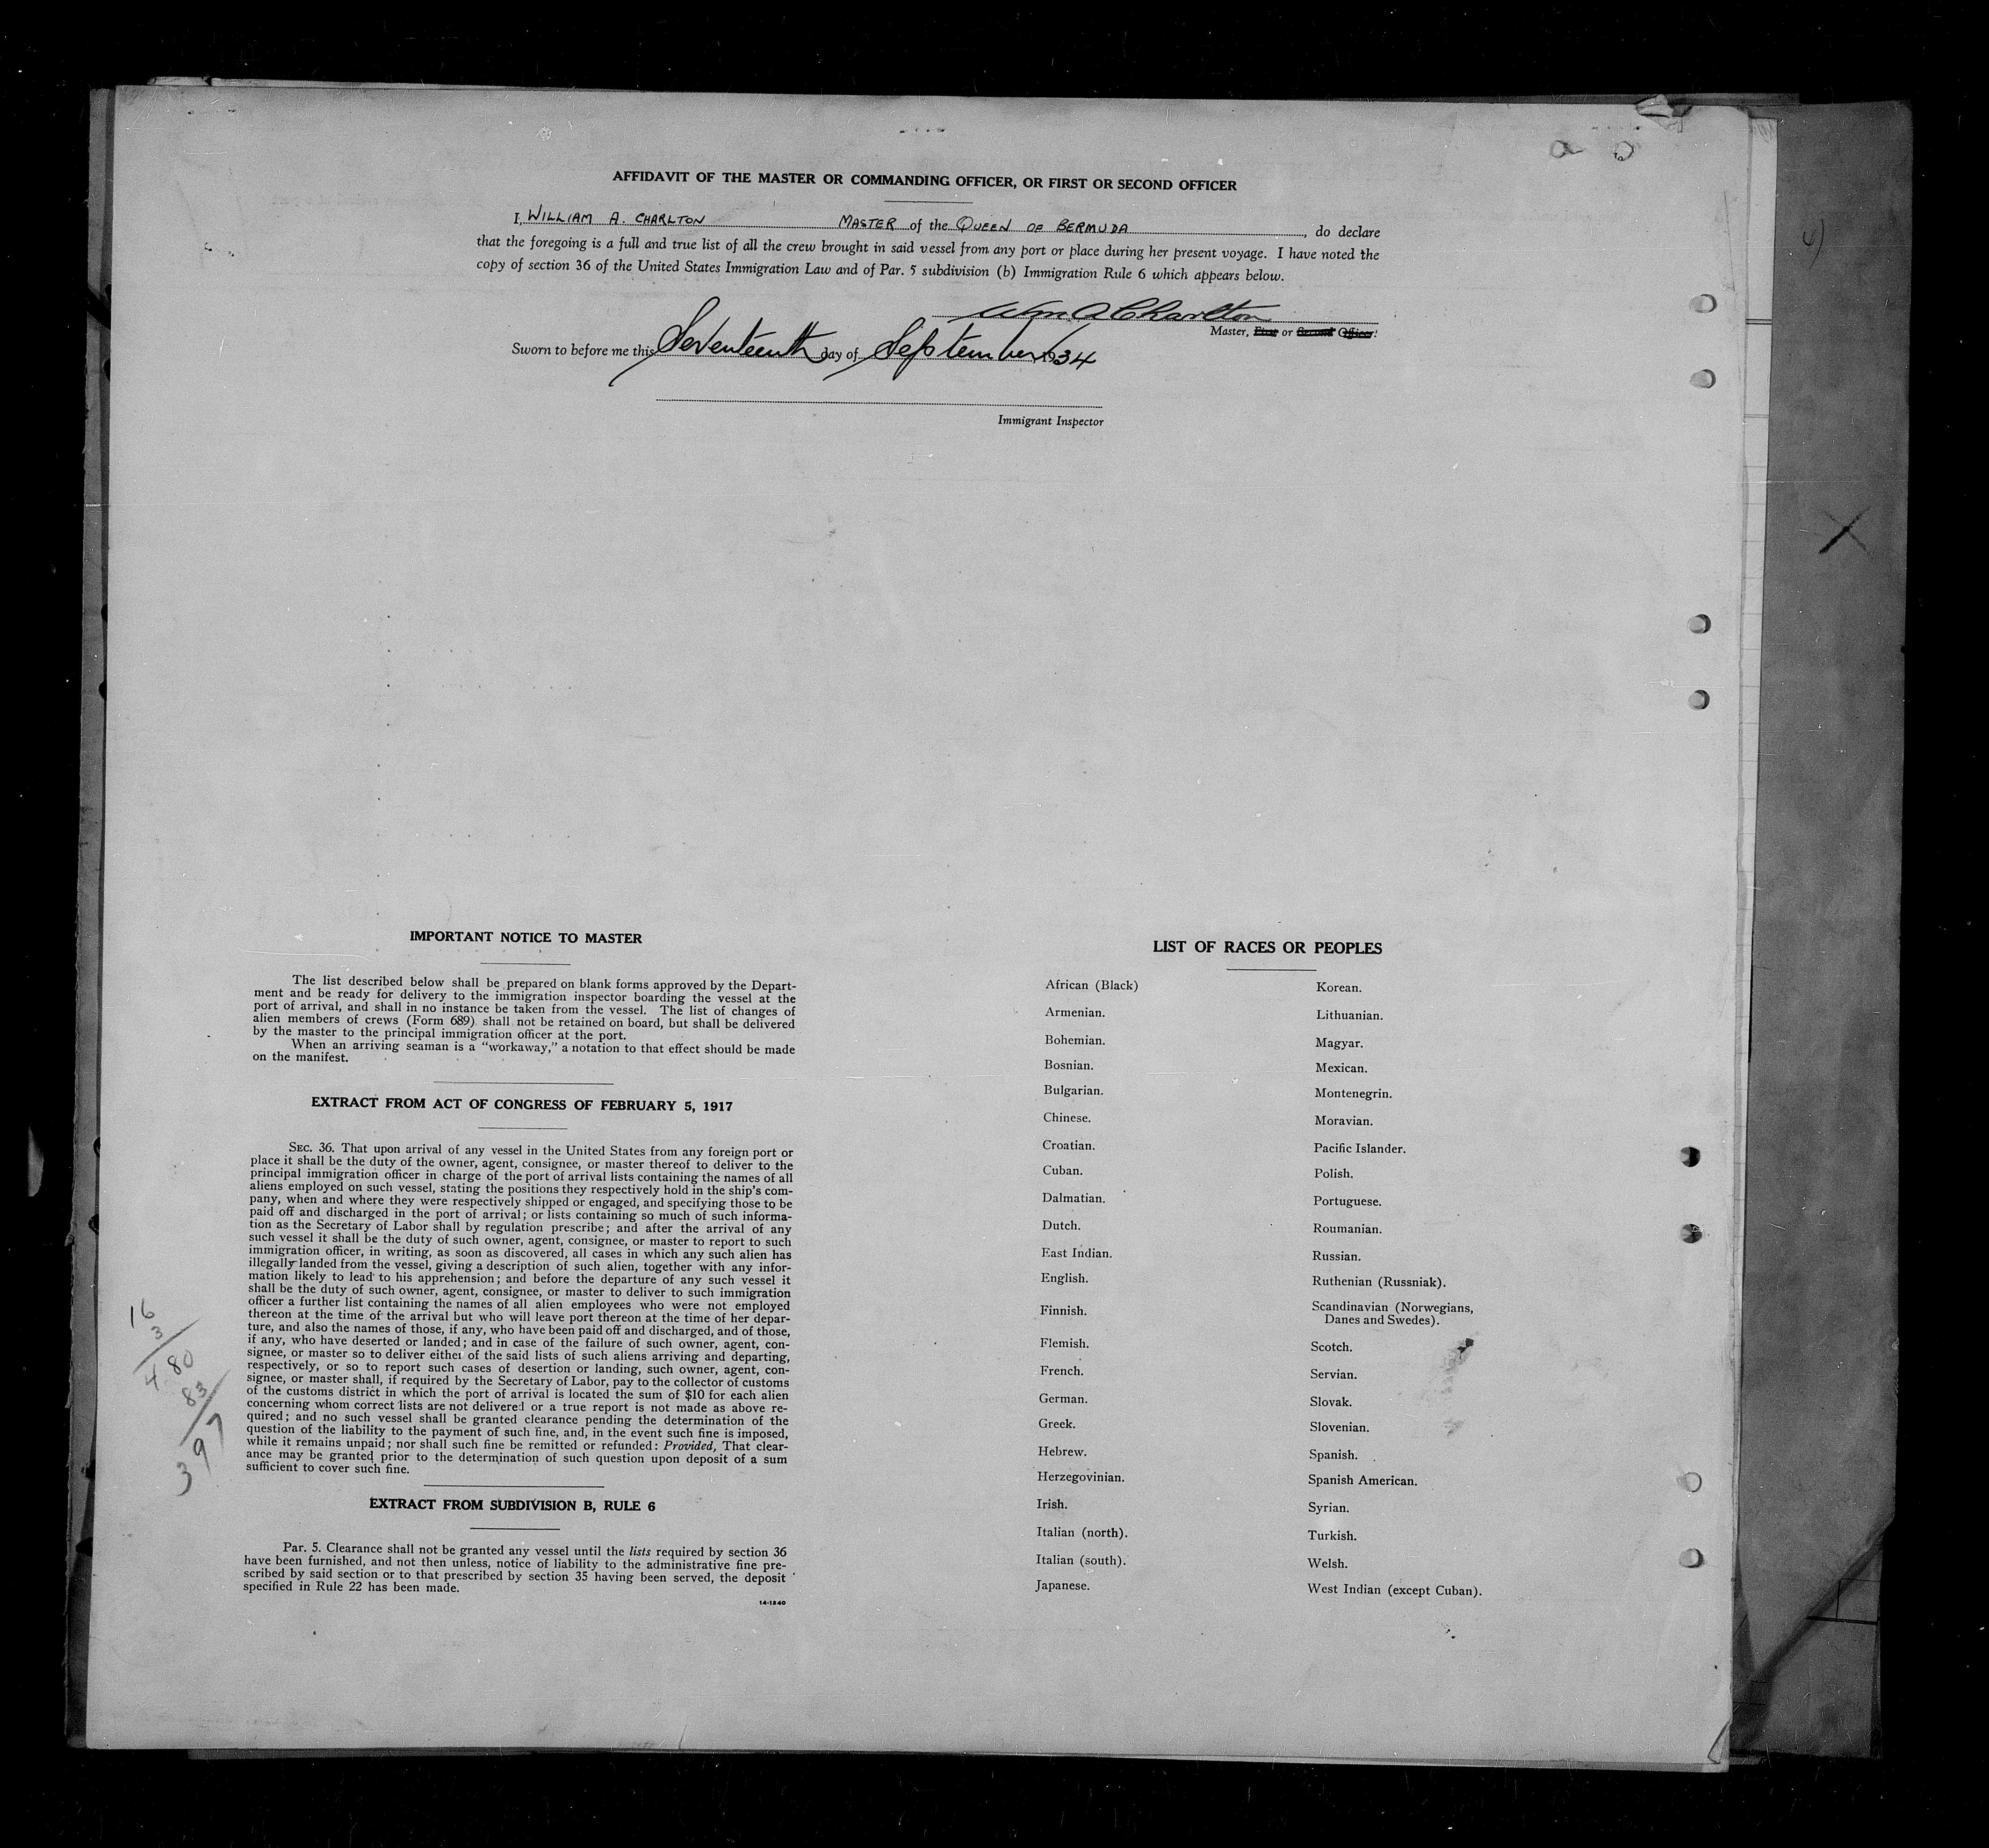 AFFIDAVIT OF THE MASTER OR COMMANDING OFFICER, OR FIRST OR SECOND OFFICER
I, WILLIAM A. CHARLTON MASTER of the QUEEN OF BERMUDA, do declare
that the foregoing is a full and true list of all the crew brought in said vessel from any port or place during her present voyage. I have noted the
copy of section 36 of the United States Immigration Law and of Par. 5 subdivision (b) Immigration Rule 6 which appears below.
Wm A Charlton
Master, First or Second Officer.
Sworn to before me this Seventeenth day of September 1934
Immigrant Inspector
IMPORTANT NOTICE TO MASTER
The list described below shall be prepared on blank forms approved by the Depart-
ment and be ready for delivery to the immigration inspector boarding the vessel at the
port of arrival, and shall in no instance be taken from the vessel. The list of changes of
alien members of crews (Form 689) shall not be retained on board, but shall be delivered
by the master to the principal immigration officer at the port.
When an arriving seaman is a "workaway," a notation to that effect should be made
on the manifest.
EXTRACT FROM ACT OF CONGRESS OF FEBRUARY 5, 1917
SEC. 36. That upon arrival of any vessel in the United States from any foreign port or
place it shall be the duty of the owner, agent, consignee, or master thereof to deliver to the
principal immigration officer in charge of the port of arrival lists containing the names of all
aliens employed on such vessel, stating the positions they respectively hold in the ship's com-
pany, when and where they were respectively shipped or engaged, and specifying those to be
paid off and discharged in the port of arrival; or lists containing so much of such informa-
tion as the Secretary of Labor shall by regulation prescribe; and after the arrival of any
such vessel it shall be the duty of such owner, agent, consignee, or master to report to such
immigration officer, in writing, as soon as discovered, all cases in which any such alien has
illegally landed from the vessel, giving a description of such alien, together with any infor-
mation likely to lead to his apprehension; and before the departure of any such vessel it
shall be the duty of such owner, agent, consignee, or master to deliver to such immigration
officer a further list containing the names of all alien employees who were not employed
thereon at the time of the arrival but who will leave port thereon at the time of her depar-
ture, and also the names of those, if any, who have been paid off and discharged, and of those,
if any, who have deserted or landed; and in case of the failure of such owner, agent, con-
signee, or master so to deliver either of the said lists of such aliens arriving and departing,
respectively, or so to report such cases of desertion or landing, such owner, agent, con-
signee, or master shall, if required by the Secretary of Labor, pay to the collector of customs
of the customs district in which the port of arrival is located the sum of $10 for each alien
concerning whom correct lists are not delivered or a true report is not made as above re-
quired; and no such vessel shall be granted clearance pending the determination of the
question of the liability to the payment of such fine, and, in the event such fine is imposed,
while it remains unpaid; nor shall such fine be remitted or refunded: Provided, That clear-
ance may be granted prior to the determination of such question upon deposit of a sum
sufficient to cover such fine.
EXTRACT FROM SUBDIVISION B, RULE 6
Par. 5. Clearance shall not be granted any vessel until the lists required by section 36
have been furnished, and not then unless, notice of liability to the administrative fine pre-
scribed by said section or to that prescribed by section 35 having been served, the deposit
specified in Rule 22 has been made.
14-1240
16
3
480
83
397
LIST OF RACES OR PEOPLES
African (Black)
Armenian.
Bohemian.
Bosnian.
Bulgarian.
Chinese.
Croatian.
Cuban.
Dalmatian.
Dutch.
East Indian.
English.
Finnish.
Flemish.
French.
German.
Greek.
Hebrew.
Herzegovinian.
Irish.
Italian (north).
Italian (south).
Japanese.
Korean.
Lithuanian.
Magyar.
Mexican.
Montenegrin.
Moravian.
Pacific Islander.
Polish.
Portuguese.
Roumanian.
Russian.
Ruthenian (Russniak).
Scandinavian (Norwegians,
Danes and Swedes).
Scotch.
Servian.
Slovak.
Slovenian.
Spanish.
Spanish American.
Syrian.
Turkish.
Welsh.
West Indian (except Cuban).